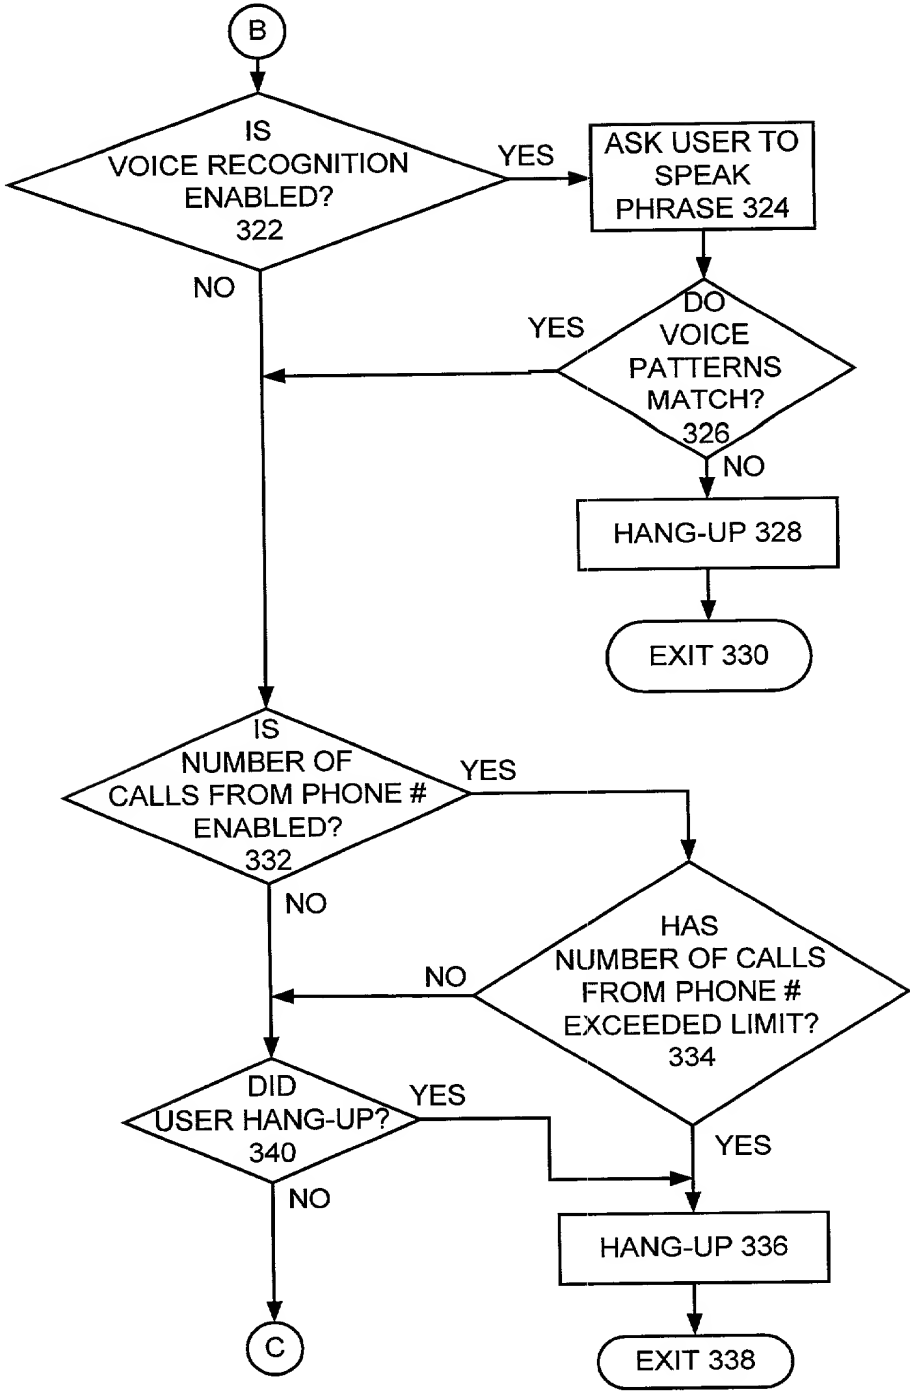 B
IS
VOICE RECOGNITION
ENABLED?
322
YES
ASK USER TO
SPEAK
PHRASE 324
NO
YES
DO
VOICE
PATTERNS
MATCH?
326
NO
HANG-UP 328
EXIT 330
IS
NUMBER OF
CALLS FROM PHONE #
ENABLED?
332
YES
NO
HAS
NUMBER OF CALLS
FROM PHONE #
EXCEEDED LIMIT?
334
NO
DID
USER HANG-UP?
340
YES
YES
NO
HANG-UP 336
C
EXIT 338